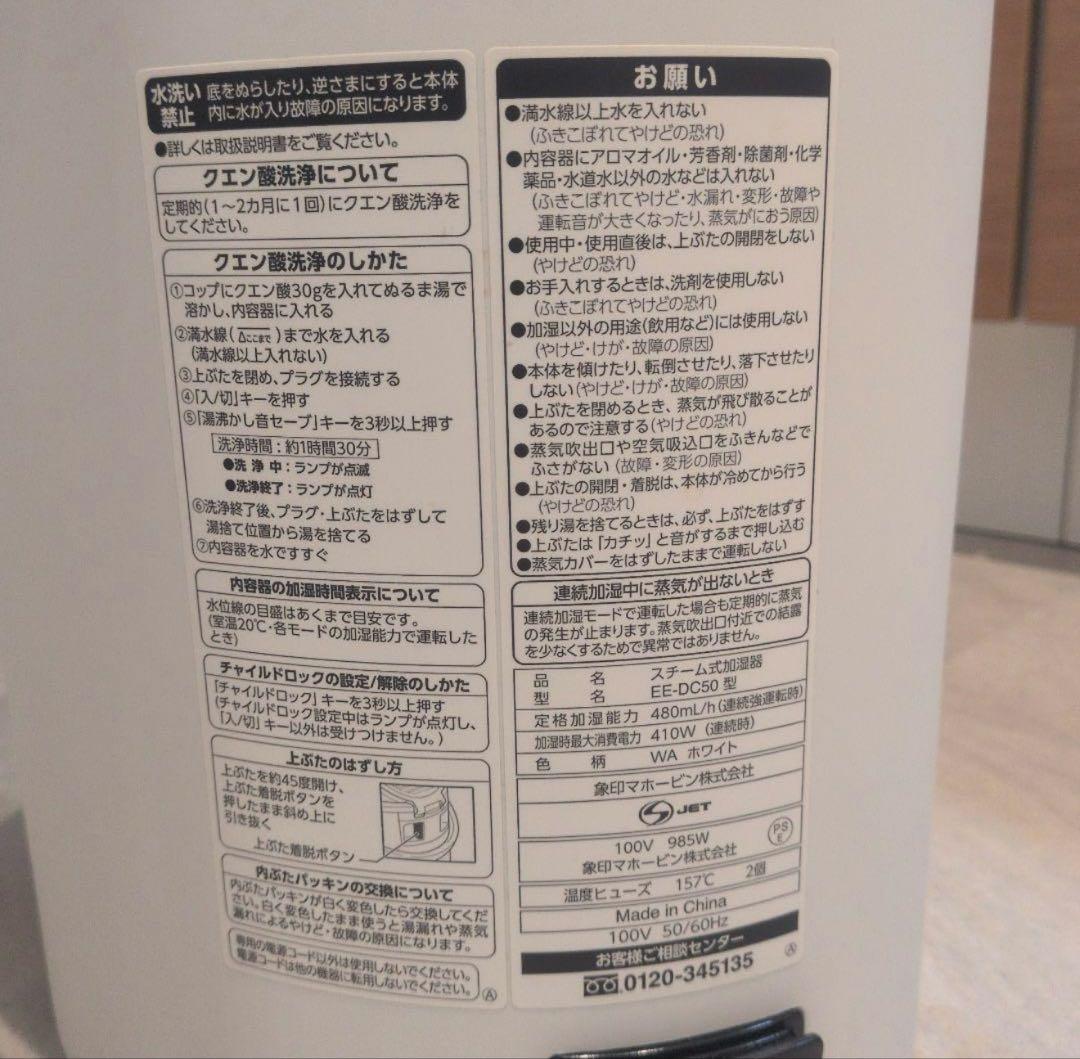 水洗い禁止
底をぬらしたり、逆さまにすると本体
内に水が入り故障の原因になります。
●詳しくは取扱説明書をご覧ください。
クエン酸洗浄について
定期的(1～2カ月に1回)にクエン酸洗浄を
してください。
クエン酸洗浄のしかた
①コップにクエン酸30gを入れてぬるま湯で
溶かし、内容器に入れる
②満水線(△ここまで)まで水を入れる
(満水線以上入れない)
③上ぶたを閉め、プラグを接続する
④「入/切」キーを押す
⑤「湯沸かし音セーブ」キーを3秒以上押す
洗浄時間:約1時間30分
●洗浄中:ランプが点滅
●洗浄終了:ランプが点灯
⑥洗浄終了後、プラグ・上ぶたをはずして
湯捨て位置から湯を捨てる
⑦内容器を水ですすぐ
内容器の加湿時間表示について
水位線の目盛はあくまで目安です。
(室温20℃・各モードの加湿能力で運転した
とき)
チャイルドロックの設定/解除のしかた
「チャイルドロック」キーを3秒以上押す
(チャイルドロック設定中はランプが点灯し、
「入/切」キー以外は受けつけません。)
上ぶたのはずし方
上ぶたを約45度開け、
上ぶた着脱ボタンを
押したまま斜め上に
引き抜く
上ぶた着脱ボタン
内ぶたパッキンの交換について
内ぶたパッキンが白く変色したら交換してくだ
さい。白く変色したまま使うと湯漏れや蒸気
漏れによるやけど・故障の原因になります。
専用の電源コード以外は使用しないでください。
電源コードは他の機器に転用しないでください。
Ⓐ
お願い
●満水線以上水を入れない
(ふきこぼれてやけどの恐れ)
●内容器にアロマオイル・芳香剤・除菌剤・化学
薬品・水道水以外の水などは入れない
(ふきこぼれてやけど・水漏れ・変形・故障や
運転音が大きくなったり、蒸気がにおう原因)
●使用中・使用直後は、上ぶたの開閉をしない
(やけどの恐れ)
●お手入れするときは、洗剤を使用しない
(ふきこぼれてやけどの恐れ)
●加湿以外の用途(飲用など)には使用しない
(やけど・けが・故障の原因)
●本体を傾けたり、転倒させたり、落下させたり
しない(やけど・けが・故障の原因)
●上ぶたを閉めるとき、蒸気が飛び散ることが
あるので注意する(やけどの恐れ)
●蒸気吹出口や空気吸込口をふきんなどで
ふさがない(故障・変形の原因)
●上ぶたの開閉・着脱は、本体が冷めてから行う
(やけどの恐れ)
●残り湯を捨てるときは、必ず、上ぶたをはずす
●上ぶたは「カチッ」と音がするまで押し込む
●蒸気カバーをはずしたままで運転しない
連続加湿中に蒸気が出ないとき
連続加湿モードで運転した場合も定期的に蒸気
の発生が止まります。蒸気吹出口付近での結露
を少なくするためで異常ではありません。
品名 スチーム式加湿器
型名 EE-DC50 型
定格加湿能力 480mL/h(連続強運転時)
加湿時最大消費電力 410W(連続時)
色柄 WA ホワイト
象印マホービン株式会社
JET
100V 985W
象印マホービン株式会社
PS
E
温度ヒューズ 157℃ 2個
Made in China
100V 50/60Hz
お客様ご相談センター
Ⓐ
0120-345135